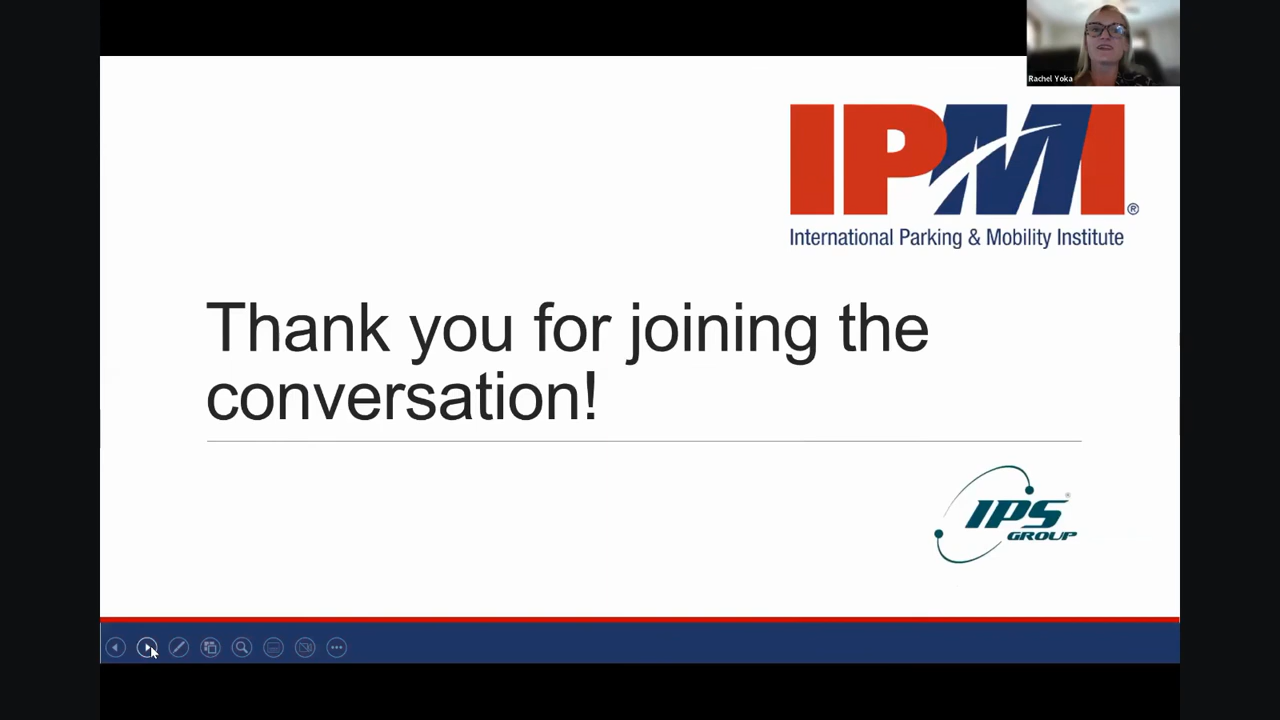 Rachel Yoka
IPMI®
International Parking & Mobility Institute
Thank you for joining the
conversation!
IPS®
GROUP